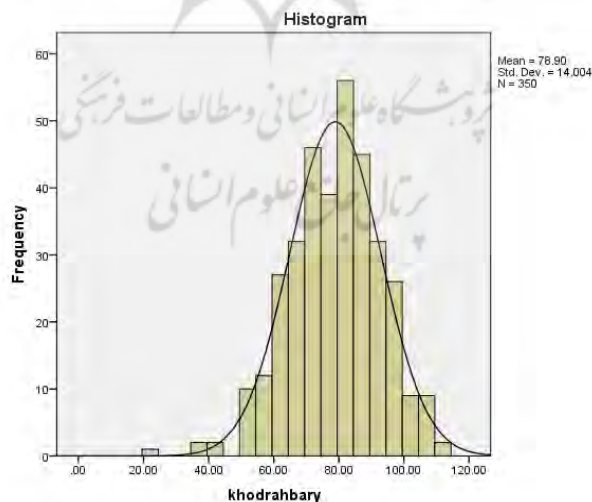 Histogram
Mean = 78.90
Std. Dev. = 14.004
N = 350
پژوهشگاه علوم انسانی و مطالعات فرهنگی
پرتال جامع علوم انسانی
Frequency
60
50
40
30
20
10
0
.00 20.00 40.00 60.00 80.00 100.00 120.00
khodrahbary